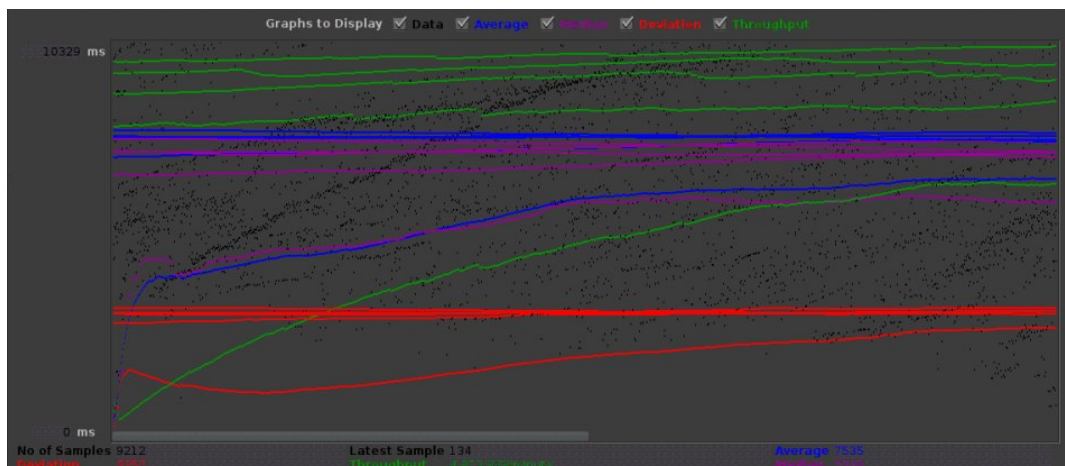 Graphs to Display Data Average Median Deviation Throughput
10329 ms
0 ms
No of Samples 9212 Latest Sample 134 Average 7535
Deviation Throughput Median